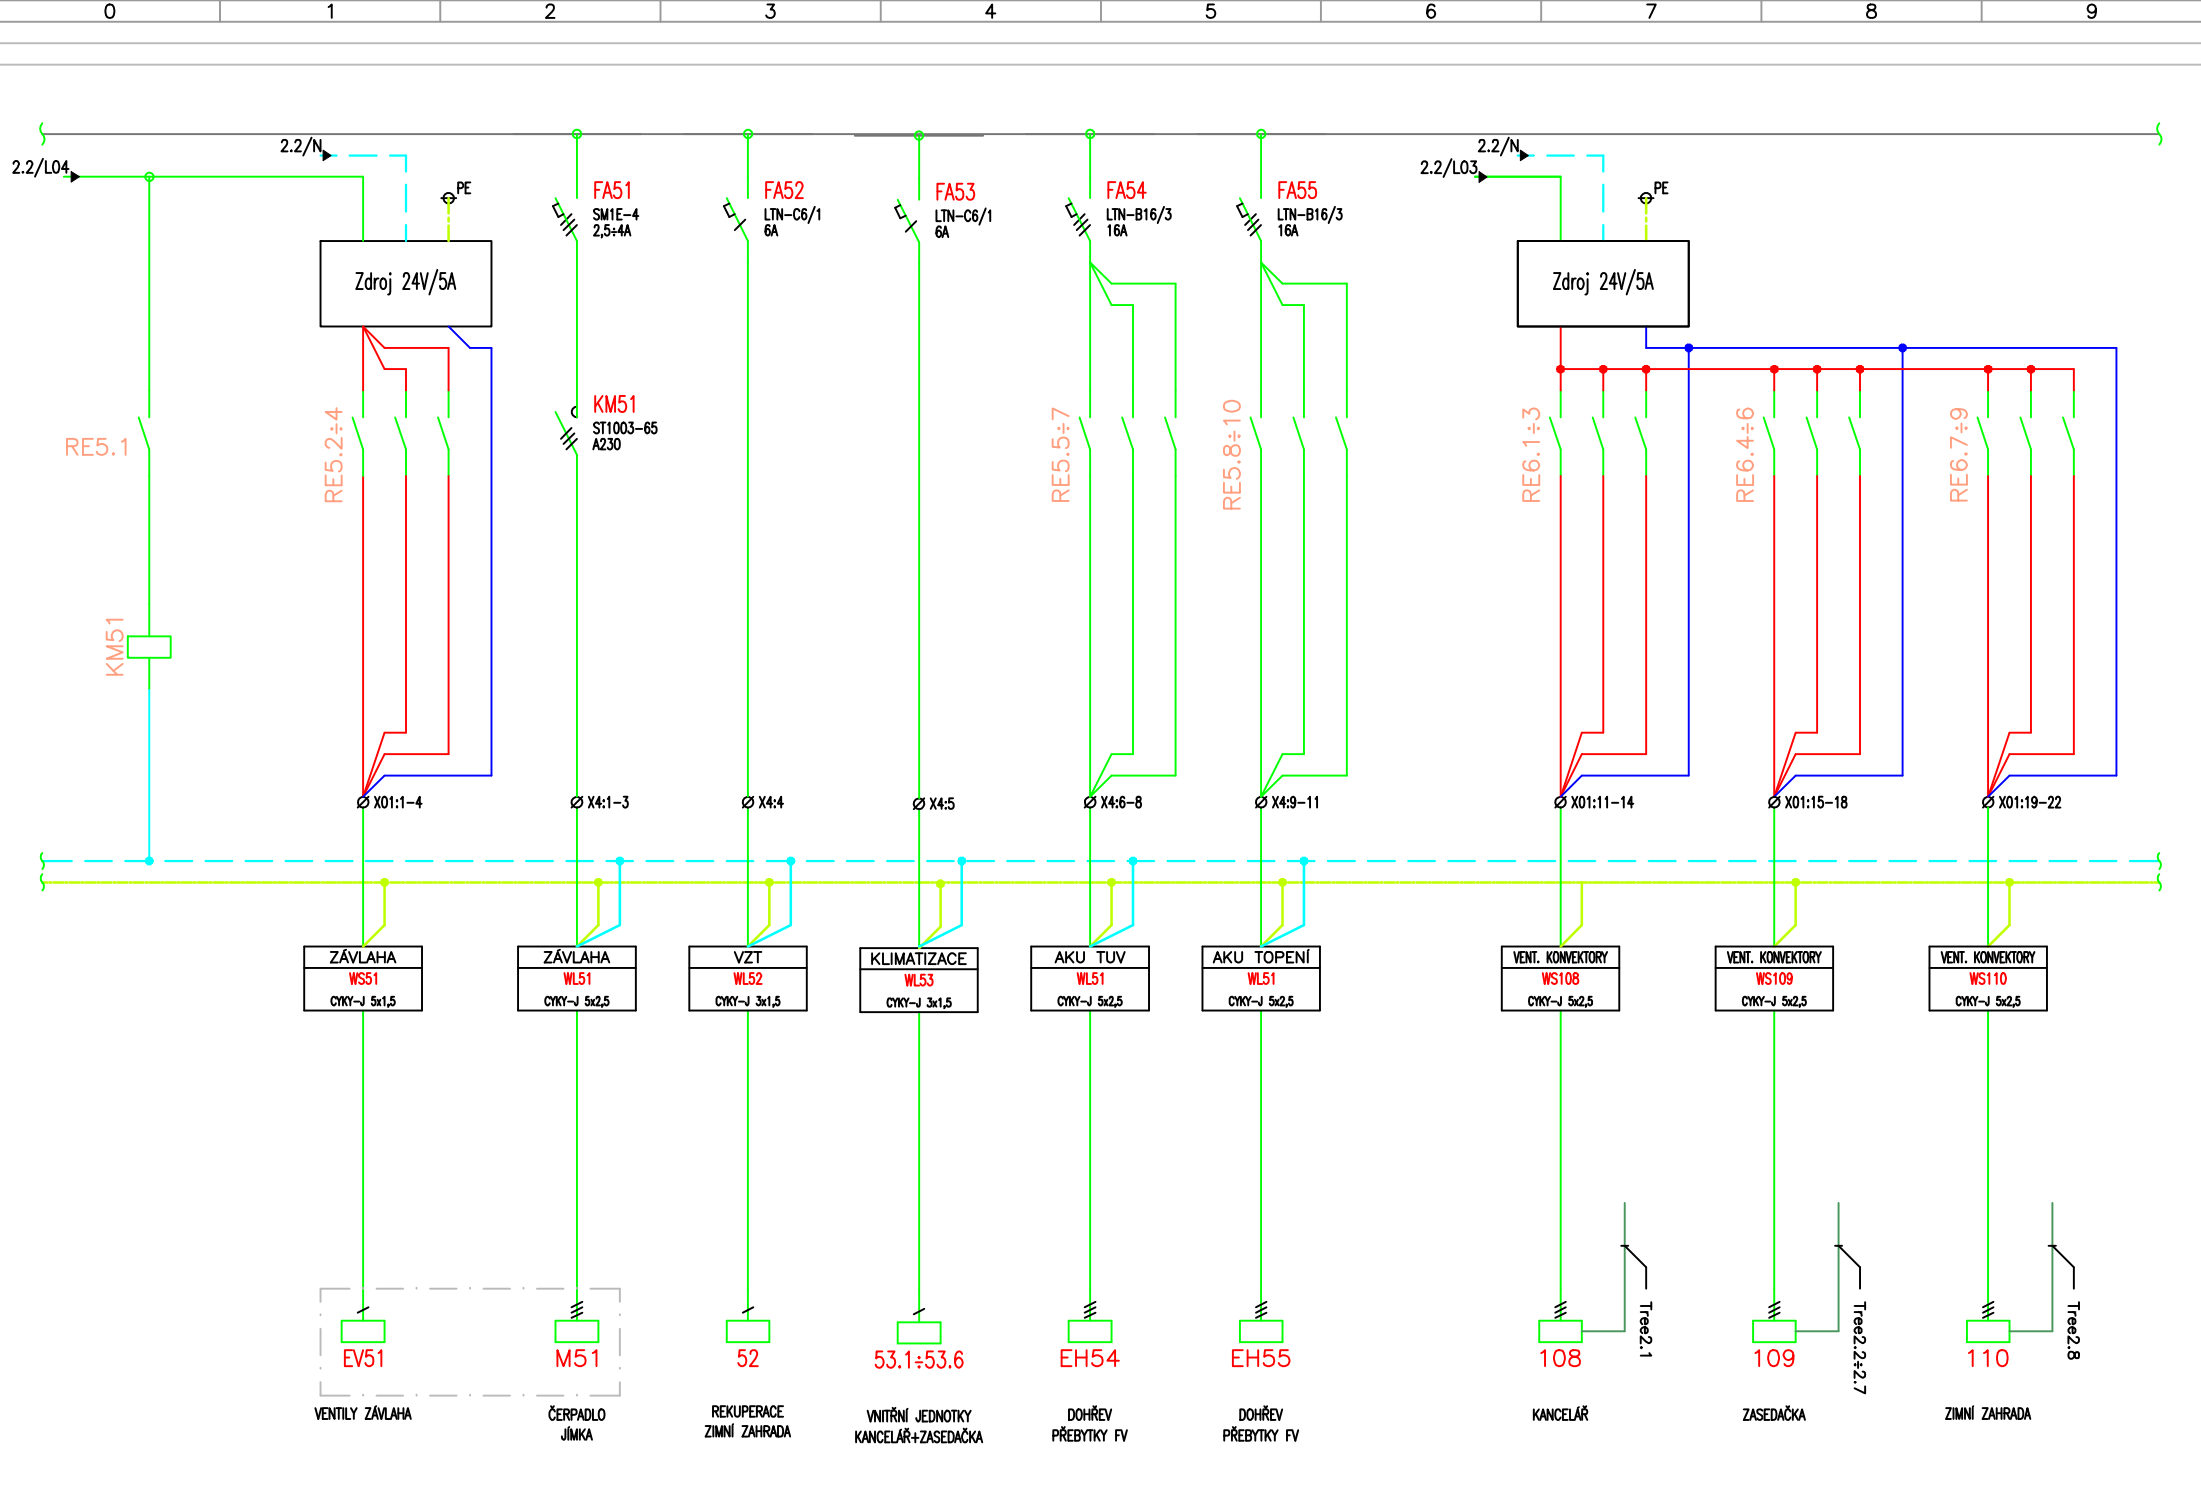 0 1 2 3 4 5 6 7 8 9
2.2/L04
2.2/N
PE
Zdroj 24V/5A
FA51
SM1E-4
2,5÷4A
FA52
LTN-C6/1
6A
FA53
LTN-C6/1
6A
FA54
LTN-B16/3
16A
FA55
LTN-B16/3
16A
2.2/L03
2.2/N
PE
Zdroj 24V/5A
RE5.1
RE5.2÷4
KM51
ST1003-65
A230
RE5.5÷7
RE5.8÷10
RE6.1÷3
RE6.4÷6
RE6.7÷9
KM51
X01:1-4
X4:1-3
X4:4
X4:5
X4:6-8
X4:9-11
X01:11-14
X01:15-18
X01:19-22
ZÁVLAHA
WS51
CYKY-J 5x1,5
ZÁVLAHA
WL51
CYKY-J 5x2,5
VZT
WL52
CYKY-J 3x1,5
KLIMATIZACE
WL53
CYKY-J 3x1,5
AKU TUV
WL51
CYKY-J 5x2,5
AKU TOPENÍ
WL51
CYKY-J 5x2,5
VENT. KONVEKTORY
WS108
CYKY-J 5x2,5
VENT. KONVEKTORY
WS109
CYKY-J 5x2,5
VENT. KONVEKTORY
WS110
CYKY-J 5x2,5
EV51
VENTILY ZÁVLAHA
M51
ČERPADLO
JÍMKA
52
REKUPERACE
ZIMNÍ ZAHRADA
53.1÷53.6
VNITŘNÍ JEDNOTKY
KANCELÁŘ+ZASEDAČKA
EH54
DOHŘEV
PŘEBYTKY FV
EH55
DOHŘEV
PŘEBYTKY FV
108
Tree2.1
KANCELÁŘ
109
Tree2.2÷2.7
ZASEDAČKA
110
Tree2.8
ZIMNÍ ZAHRADA